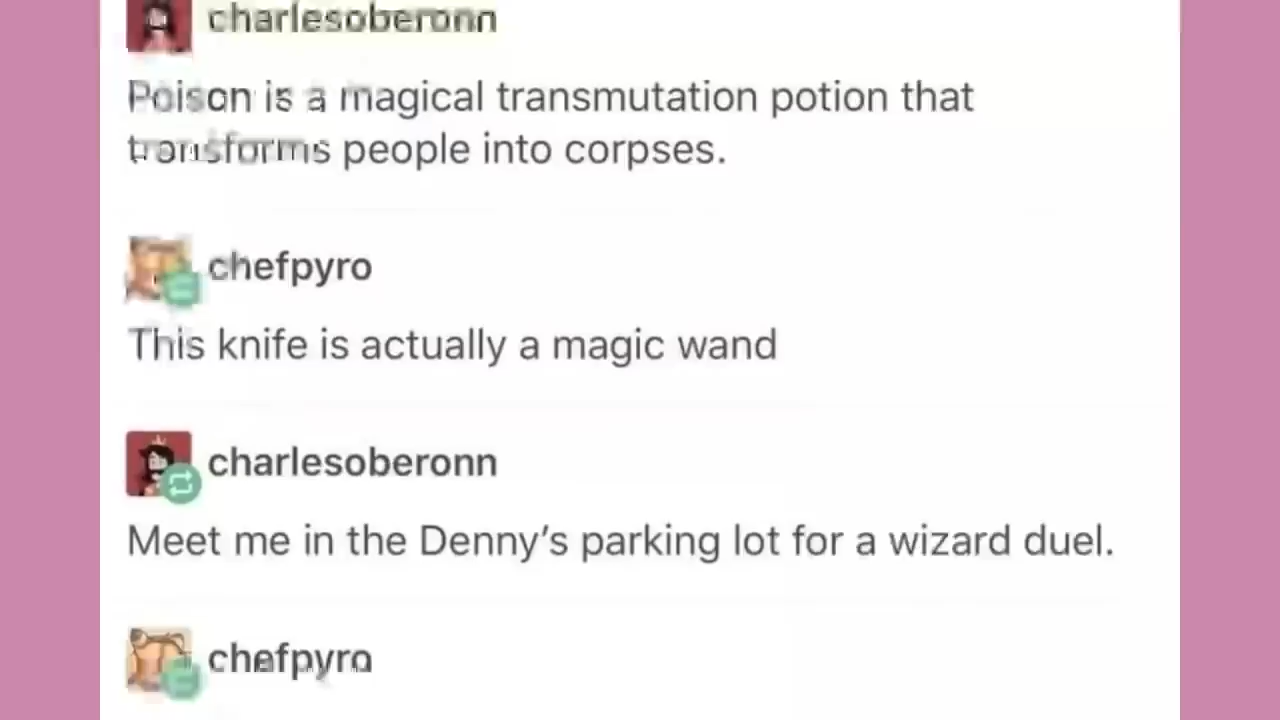 charlesoberonn
Poison is a magical transmutation potion that
transforms people into corpses.
chefpyro
This knife is actually a magic wand
charlesoberonn
Meet me in the Denny’s parking lot for a wizard duel.
chefpyro